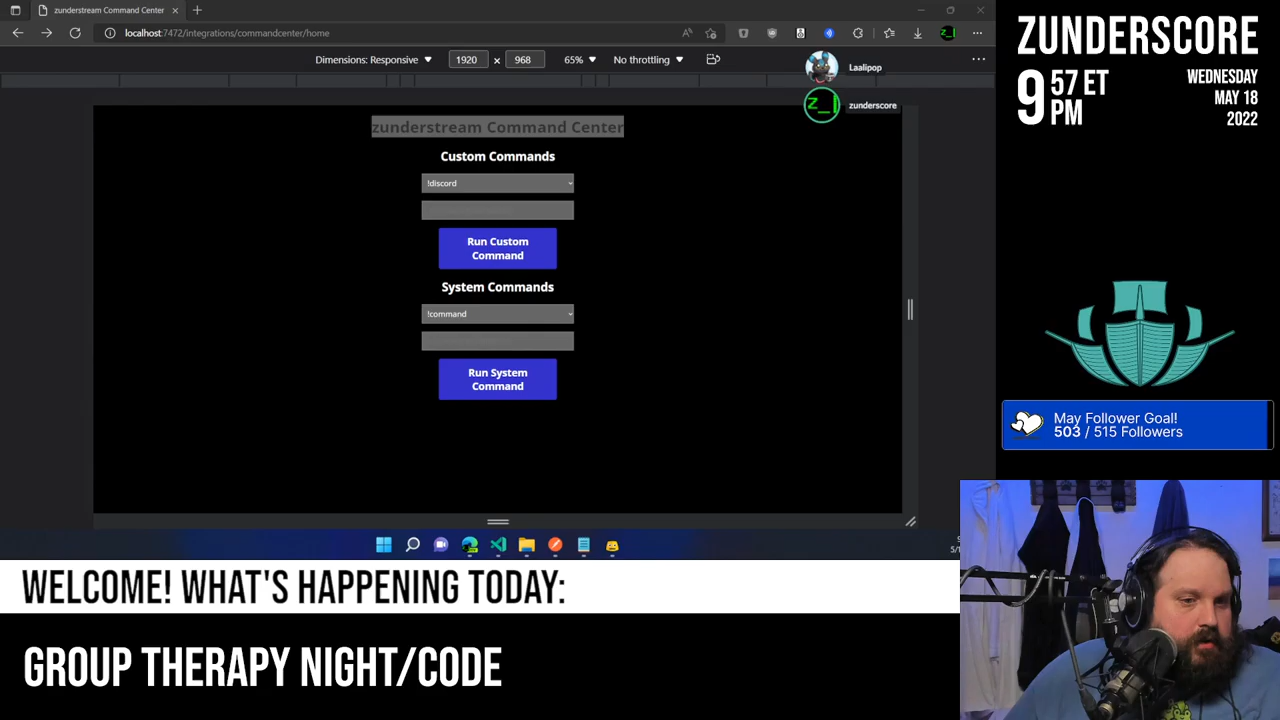 zunderstream Command Center
localhost:7472/integrations/commandcenter/home
Dimensions: Responsive
1920 x 968
65%
No throttling
Laalipop
z_
zunderscore
zunderstream Command Center
Custom Commands
!discord
Run Custom
Command
System Commands
!command
Run System
Command
ZUNDERSCORE
9 57 ET
PM
WEDNESDAY
MAY 18
2022
May Follower Goal!
503 / 515 Followers
WELCOME! WHAT'S HAPPENING TODAY:
GROUP THERAPY NIGHT/CODE